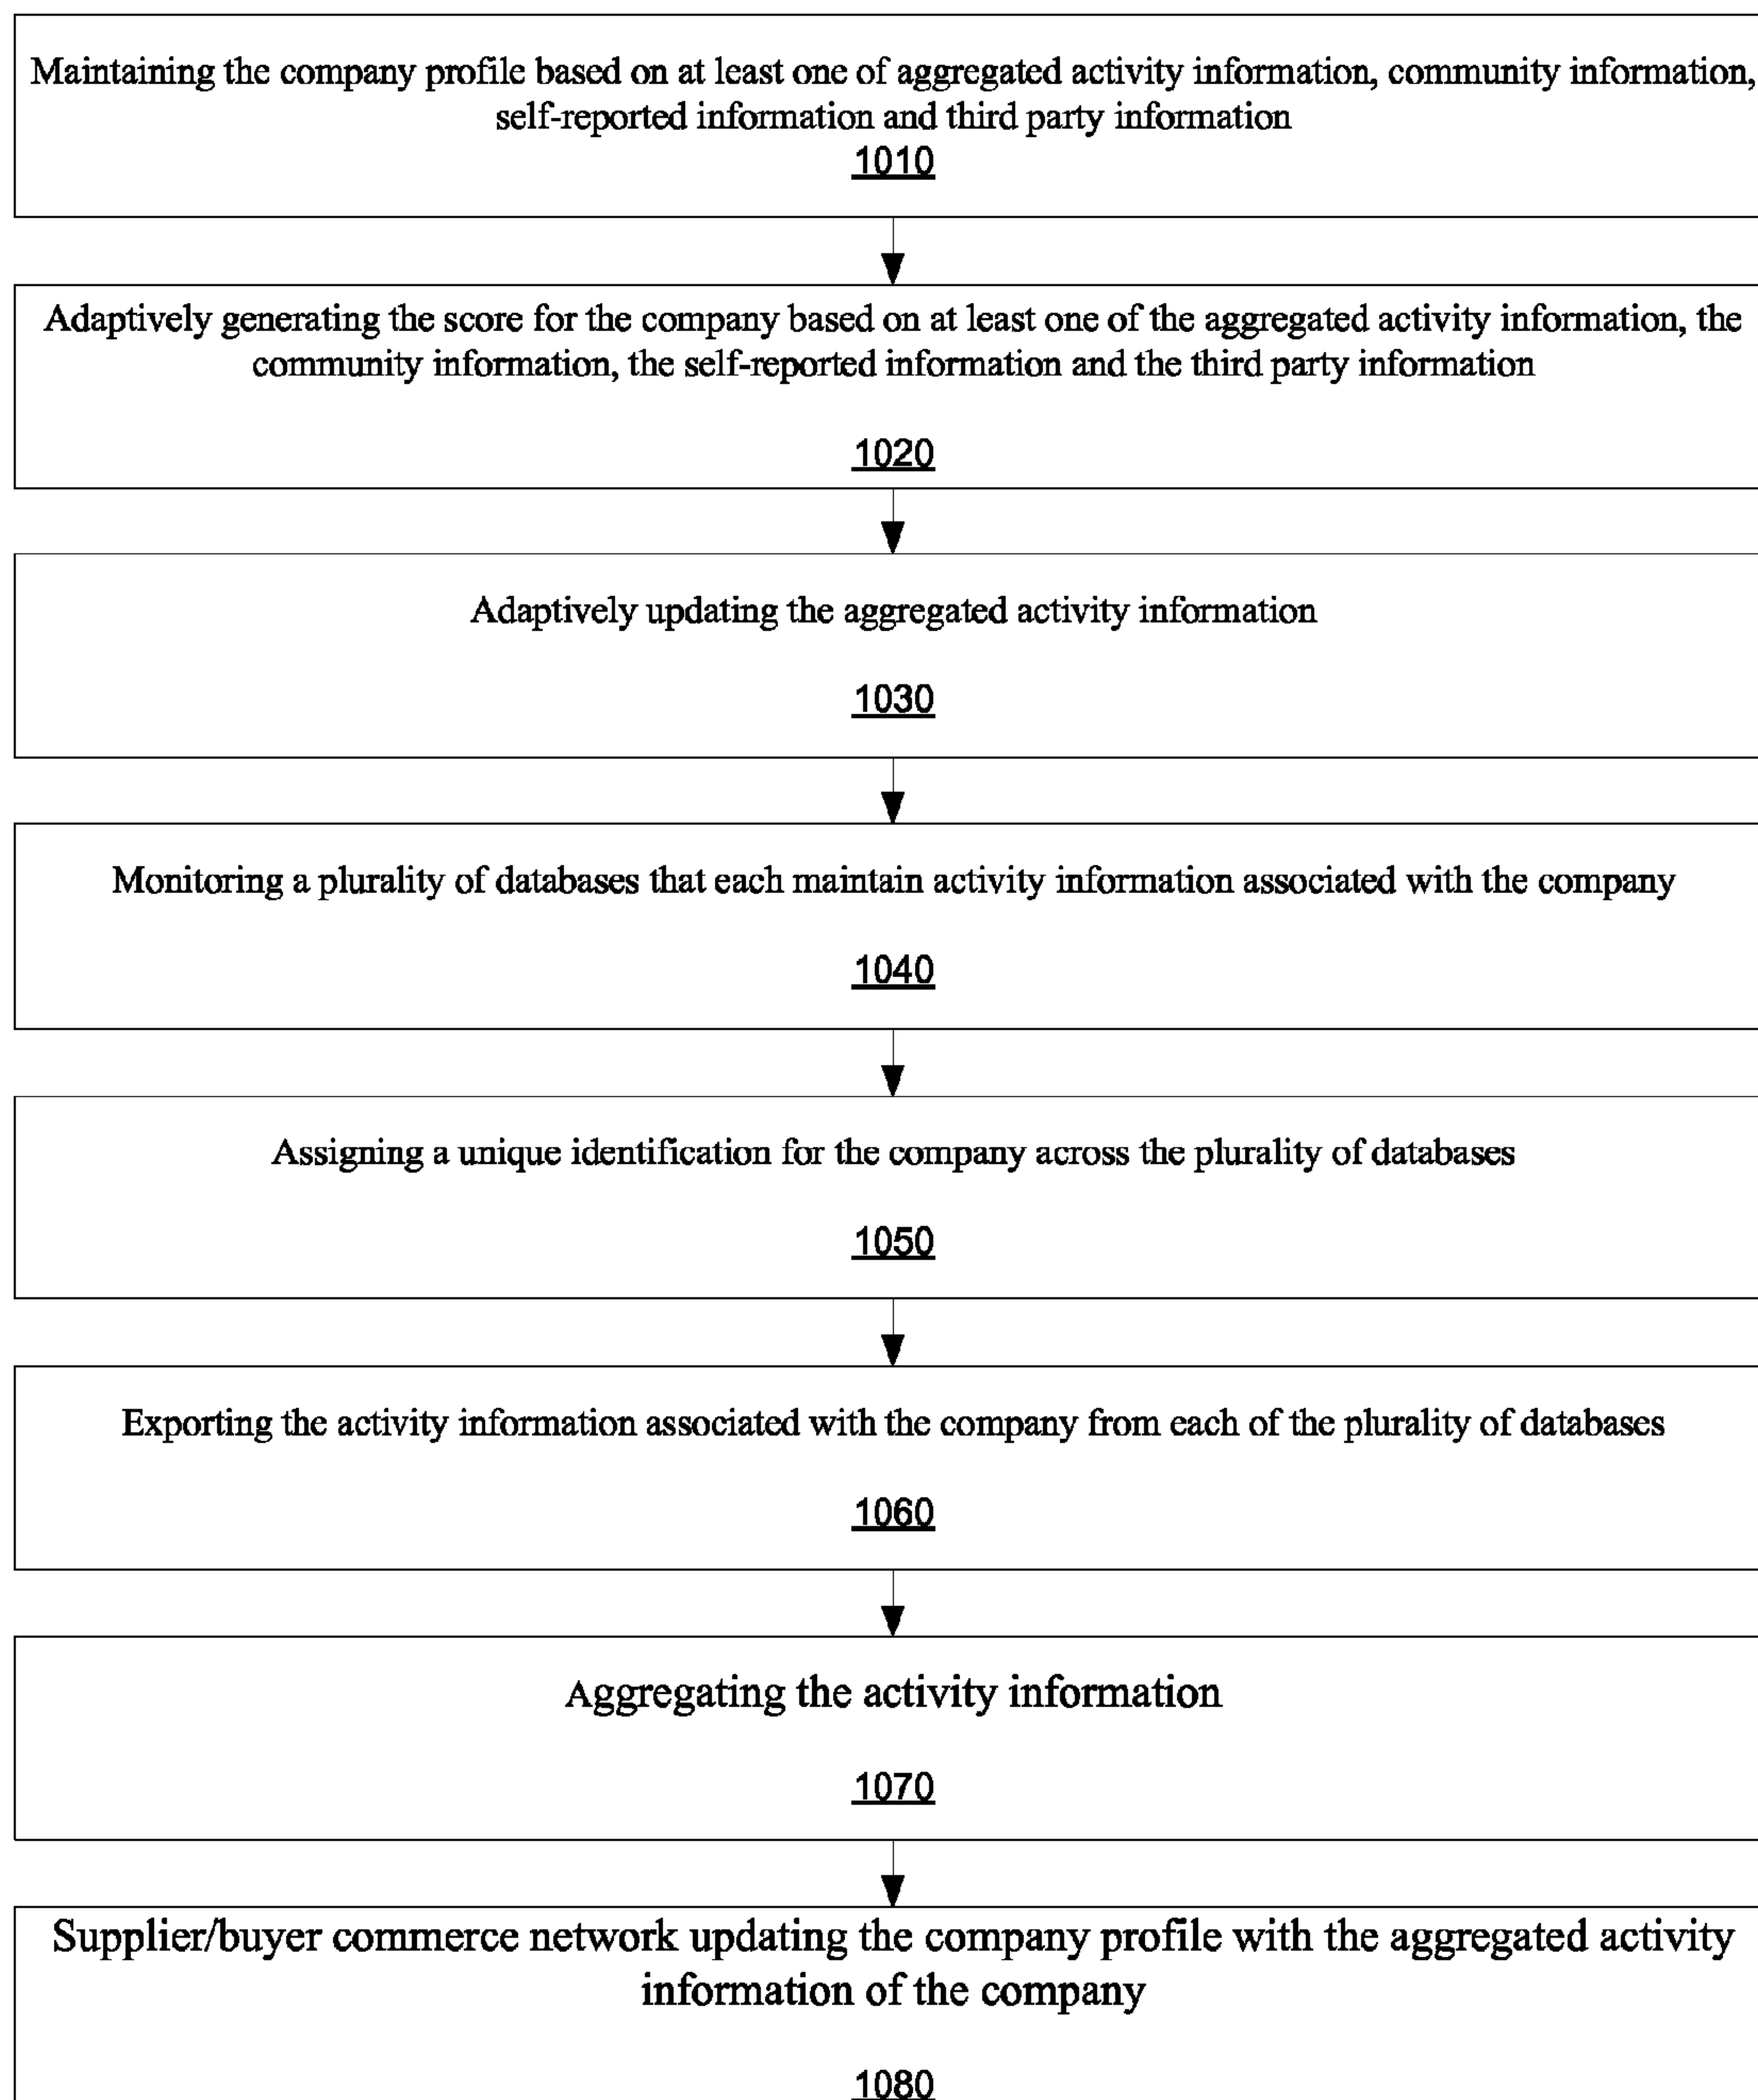 Maintaining the company profile based on at least one of aggregated activity information, community information,
self-reported information and third party information
1010
Adaptively generating the score for the company based on at least one of the aggregated activity information, the
community information, the self-reported information and the third party information
1020
Adaptively updating the aggregated activity information
1030
Monitoring a plurality of databases that each maintain activity information associated with the company
1040
Assigning a unique identification for the company across the plurality of databases
1050
Exporting the activity information associated with the company from each of the plurality of databases
1060
Aggregating the activity information
1070
Supplier/buyer commerce network updating the company profile with the aggregated activity
information of the company
1080